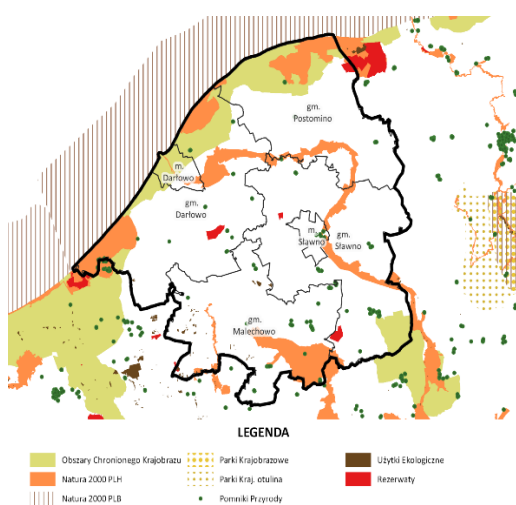 gm.
Postomino
m.
Darłowo
gm.
Darłowo
m.
Sławno
gm.
Sławno
gm.
Malechowo
LEGENDA
Obszary Chronionego Krajobrazu
Parki Krajobrazowe
Użytki Ekologiczne
Natura 2000 PLH
Parki Kraj. otulina
Rezerwaty
Natura 2000 PLB
Pomniki Przyrody